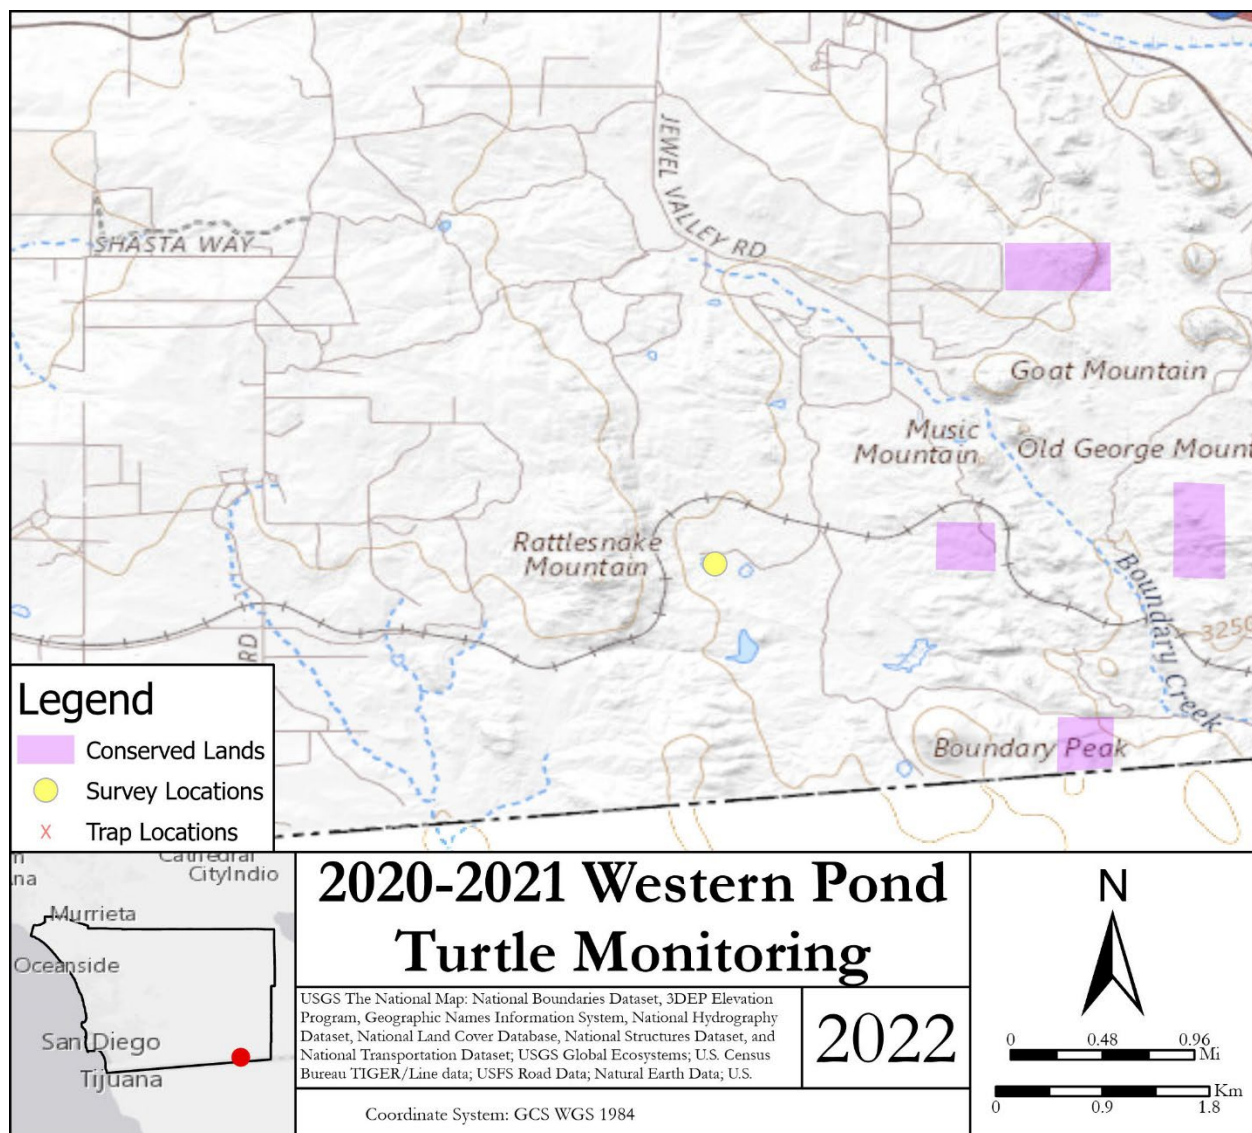 JEWEL VALLEY RD
SHASTA WAY
Goat Mountain
Music
Mountain
Old George Mount
Rattlesnake
Mountain
Boundary Creek
3250
RD
Boundary Peak
Legend
Conserved Lands
Survey Locations
X Trap Locations
Cathedral
City Indio
m
na
Murrieta
Oceanside
San Diego
Tijuana
2020-2021 Western Pond
Turtle Monitoring
USGS The National Map: National Boundaries Dataset, 3DEP Elevation
Program, Geographic Names Information System, National Hydrography
Dataset, National Land Cover Database, National Structures Dataset, and
National Transportation Dataset; USGS Global Ecosystems; U.S. Census
Bureau TIGER/Line data; USFS Road Data; Natural Earth Data; U.S.
2022
Coordinate System: GCS WGS 1984
N
0 0.48 0.96
Mi
Km
0 0.9 1.8